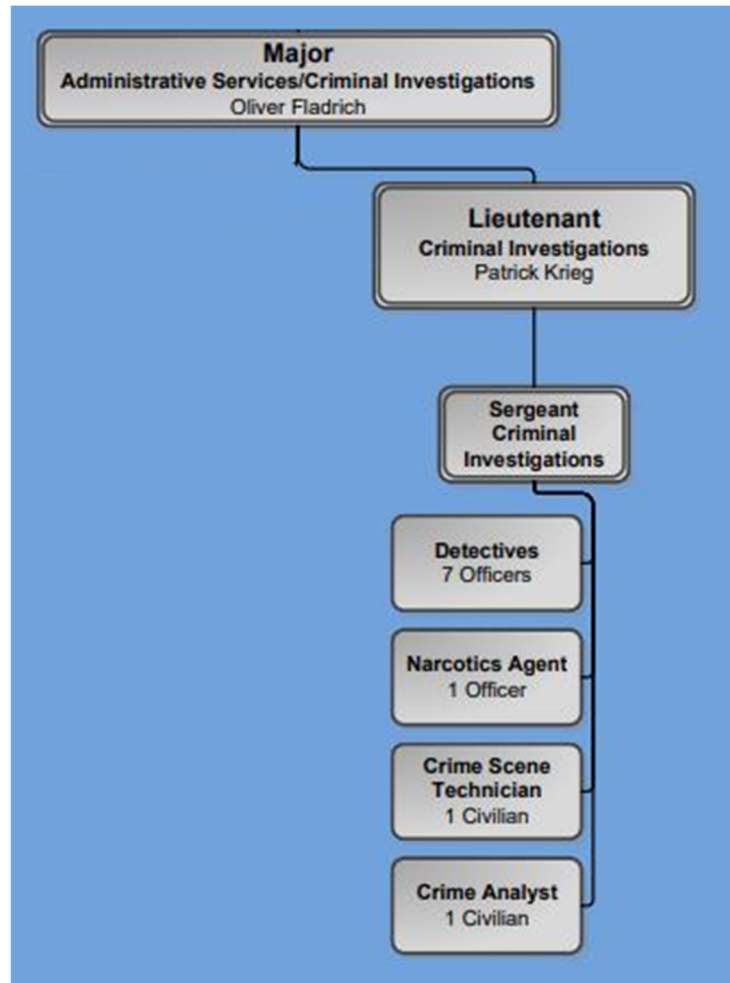 Major
Administrative Services/Criminal Investigations
Oliver Fladrich
Lieutenant
Criminal Investigations
Patrick Krieg
Sergeant
Criminal
Investigations
Detectives
7 Officers
Narcotics Agent
1 Officer
Crime Scene
Technician
1 Civilian
Crime Analyst
1 Civilian